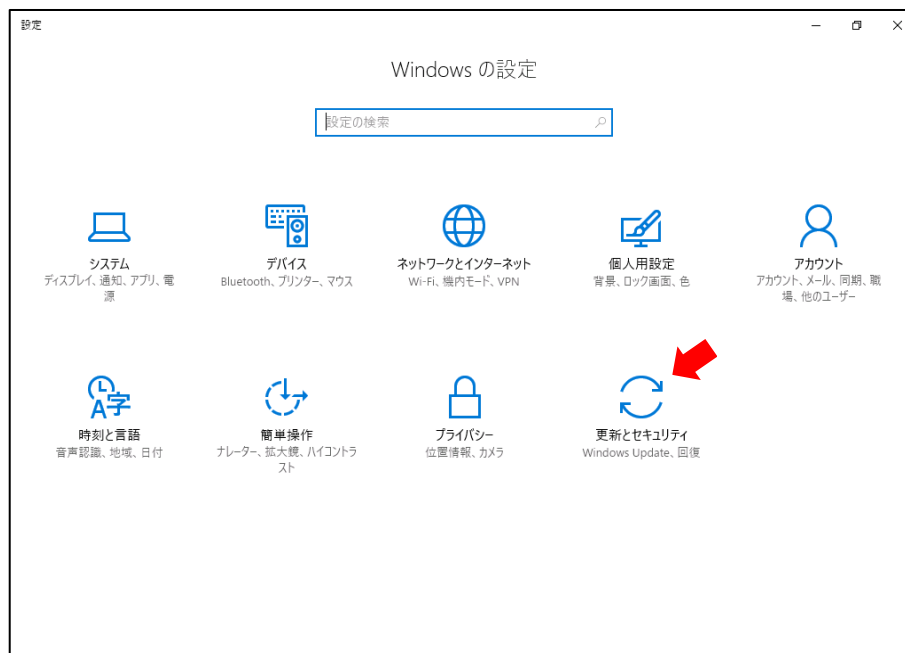 設定
Windows の設定
設定の検索
システム
ディスプレイ、通知、アプリ、電
源
デバイス
Bluetooth、プリンター、マウス
ネットワークとインターネット
Wi-Fi、機内モード、VPN
個人用設定
背景、ロック画面、色
アカウント
アカウント、メール、同期、職
場、他のユーザー
時刻と言語
音声認識、地域、日付
簡単操作
ナレーター、拡大鏡、ハイコントラ
スト
プライバシー
位置情報、カメラ
更新とセキュリティ
Windows Update、回復